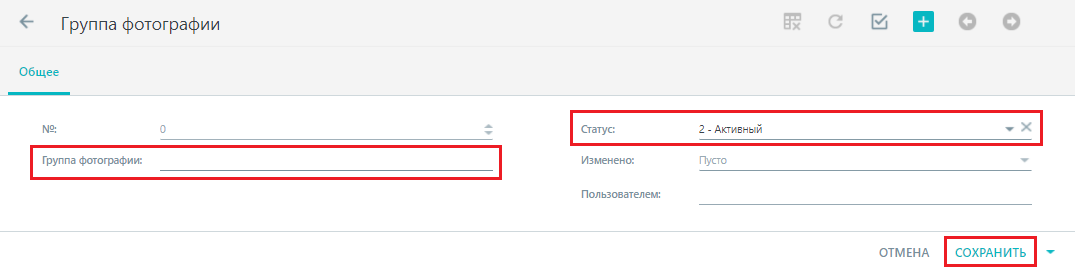 Группа фотографии
Общее
№: 0
Статус: 2 - Активный
Группа фотографии:
Изменено: Пусто
Пользователем:
ОТМЕНА СОХРАНИТЬ